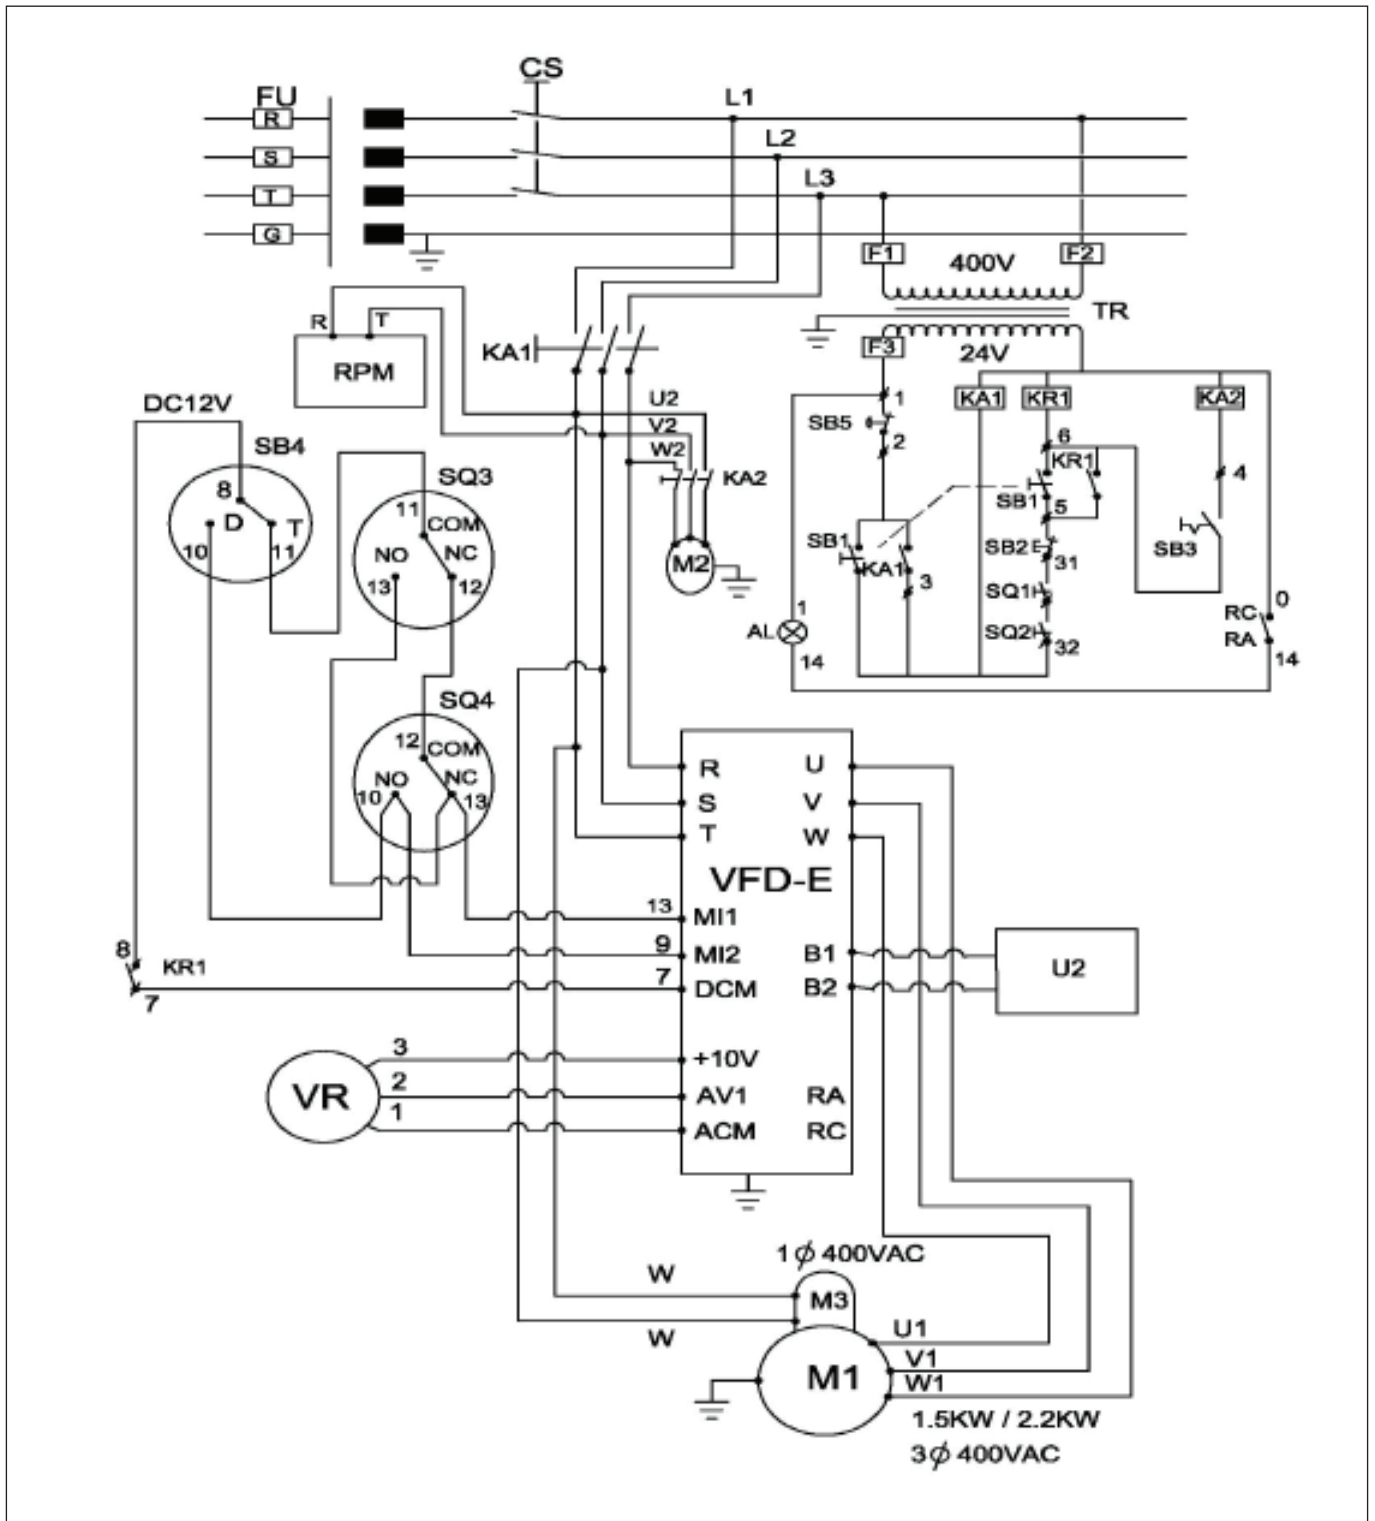 CS
FU
L1
R
L2
S
L3
T
G
F1
F2
400V
TR
R
T
KA1
F3
24V
RPM
DC12V
U2
V2
W2
KA1
KR1
KA2
1
SB5
2
6
SB4
SQ3
KA2
KR1
4
8
D
T
11
COM
SB1
5
10
11
NO
NC
SB1
SB2
SB3
13
12
M2
KA1
31
3
SQ1
1
0
RC
AL
SQ2
32
RA
14
14
SQ4
12
COM
NO
NC
10
13
R
U
S
V
T
W
VFD-E
13
MI1
8
9
MI2
B1
U2
KR1
7
DCM
B2
7
3
+10V
VR
2
AV1
RA
1
ACM
RC
1ϕ 400VAC
W
M3
U1
W
V1
M1
W1
1.5KW / 2.2KW
3ϕ 400VAC